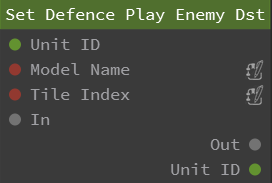 Set Defence Play Enemy Dst
Unit ID
Model Name
Tile Index
In
Out
Unit ID